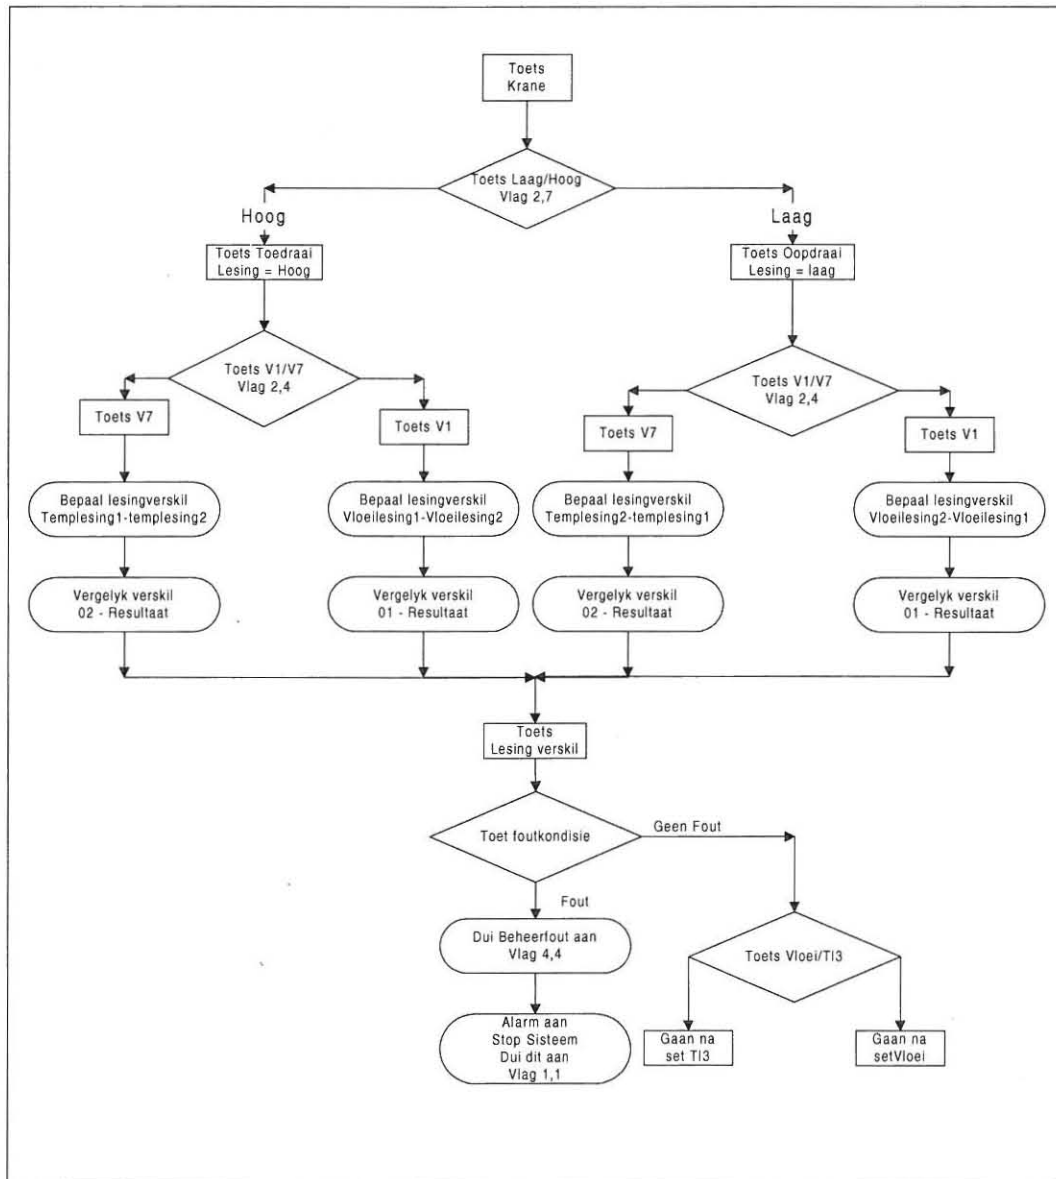 Toets
Krane
Toets Laag/Hoog
Vlag 2,7
Hoog
Laag
Toets Toedraai
Lesing = Hoog
Toets Oopdraai
Lesing = laag
Toets V1/V7
Vlag 2,4
Toets V1/V7
Vlag 2,4
Toets V7
Toets V1
Toets V7
Toets V1
Bepaal lesingverskil
Templesing1-templesing2
Bepaal lesingverskil
Vloeilesing1-Vloeilesing2
Bepaal lesingverskil
Templesing2-templesing1
Bepaal lesingverskil
Vloeilesing2-Vloeilesing1
Vergelyk verskil
02 - Resultaat
Vergelyk verskil
01 - Resultaat
Vergelyk verskil
02 - Resultaat
Vergelyk verskil
01 - Resultaat
Toets
Lesing verskil
Toet foutkondisie
Geen Fout
Fout
Dui Beheerfout aan
Vlag 4,4
Toets Vloei/Tl3
Alarm aan
Stop Sisteem
Dui dit aan
Vlag 1,1
Gaan na
set Tl3
Gaan na
setVloei